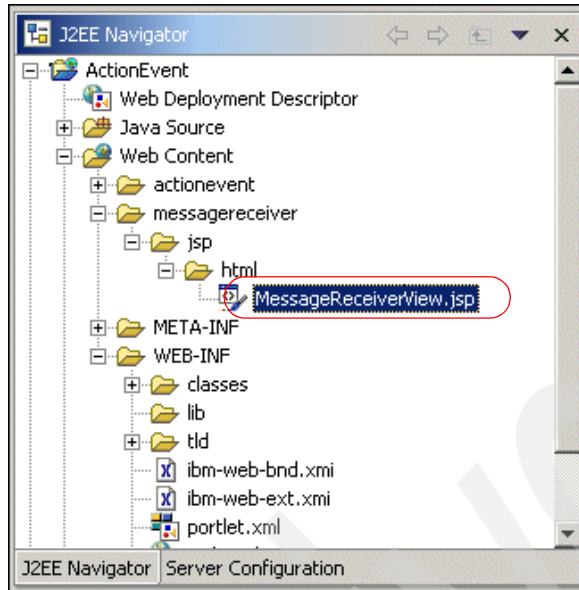 J2EE Navigator
ActionEvent
Web Deployment Descriptor
Java Source
Web Content
actionevent
messagereceiver
jsp
html
MessageReceiverView.jsp
META-INF
WEB-INF
classes
lib
tld
ibm-web-bnd.xmi
ibm-web-ext.xmi
portlet.xml
J2EE Navigator Server Configuration